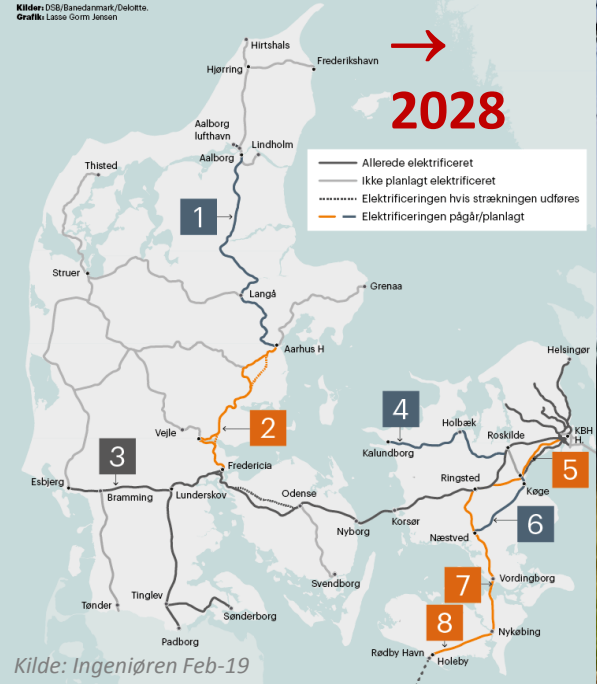 Kilder: DSB/Banedanmark/Deloitte.
Grafik: Lasse Gorm Jensen
→
2028
Hirtshals
Hjørring
Frederikshavn
Aalborg
lufthavn
Lindholm
Aalborg
Allerede elektrificeret
Ikke planlagt elektrificeret
Elektrificeringen hvis strækningen udføres
Elektrificeringen pågår/planlagt
Thisted
1
Struer
Langå
Grenaa
Aarhus H
Helsingør
2
Vejle
4
Holbæk
Kalundborg
Roskilde
KBH
H.
5
3
Fredericia
Esbjerg
Bramming
Lunderskov
Odense
Ringsted
Køge
Nyborg
Korsør
6
Næstved
Svendborg
7
Vordingborg
Tønder
Tinglev
Sønderborg
Padborg
8
Nykøbing
Rødby Havn
Holeby
Kilde: Ingeniøren Feb-19